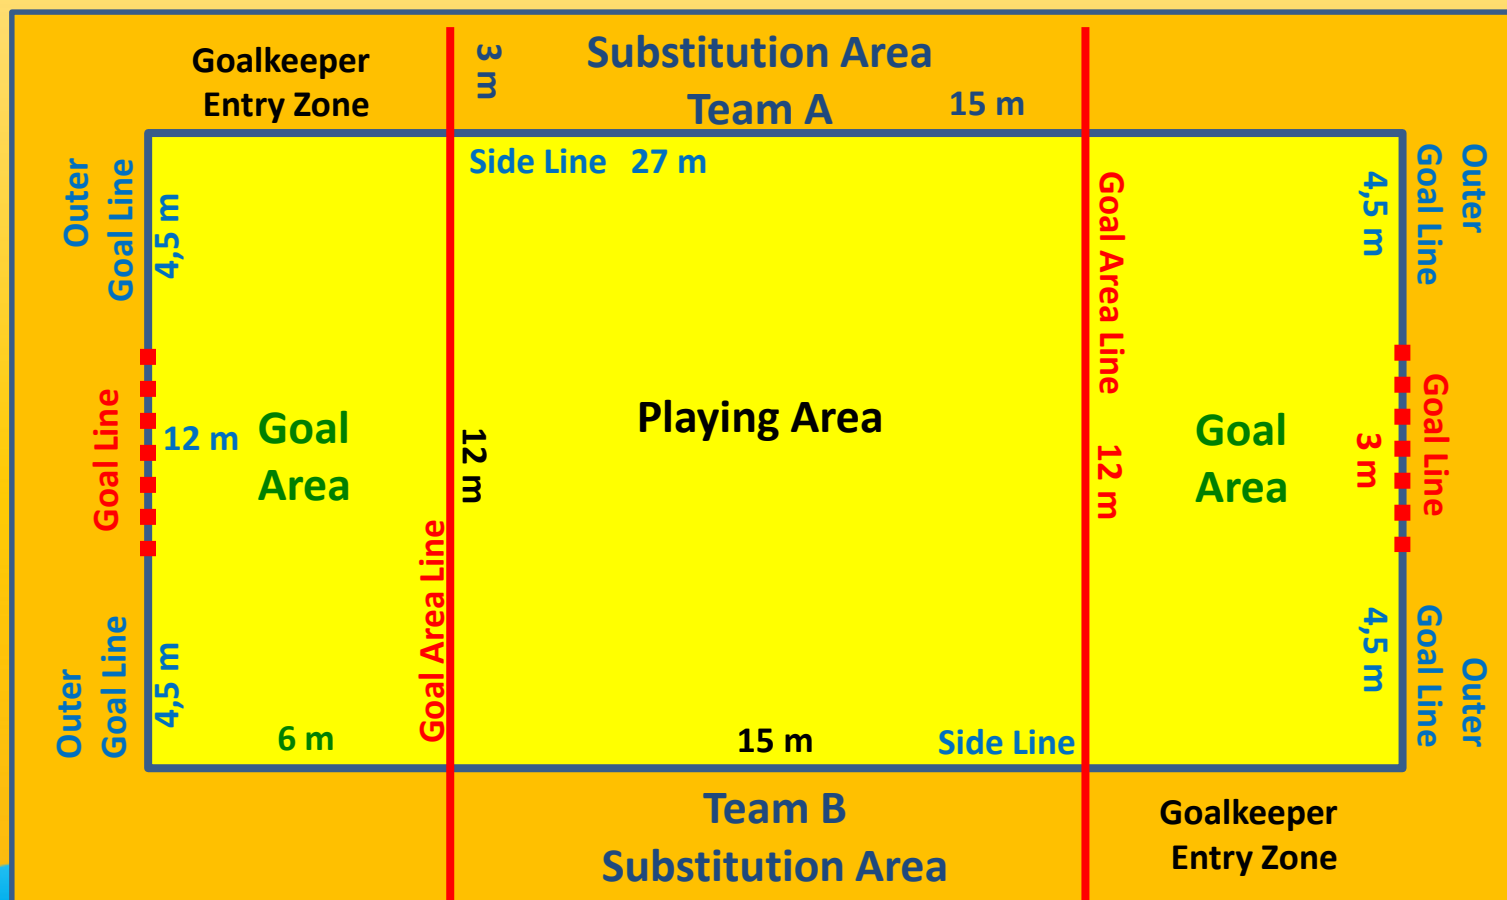 Goalkeeper
Entry Zone
3 m
Substitution Area
Team A
15 m
Outer
Goal Line
4,5 m
Side Line 27 m
Goal Area Line
4,5 m
Goal Line
Outer
Goal Line
12 m
Goal
Area
12 m
Playing Area
12 m
Goal
Area
3 m
Goal Line
Outer
Goal Line
4,5 m
6 m
Goal Area Line
15 m
Side Line
4,5 m
Goal Line
Outer
Team B
Substitution Area
Goalkeeper
Entry Zone